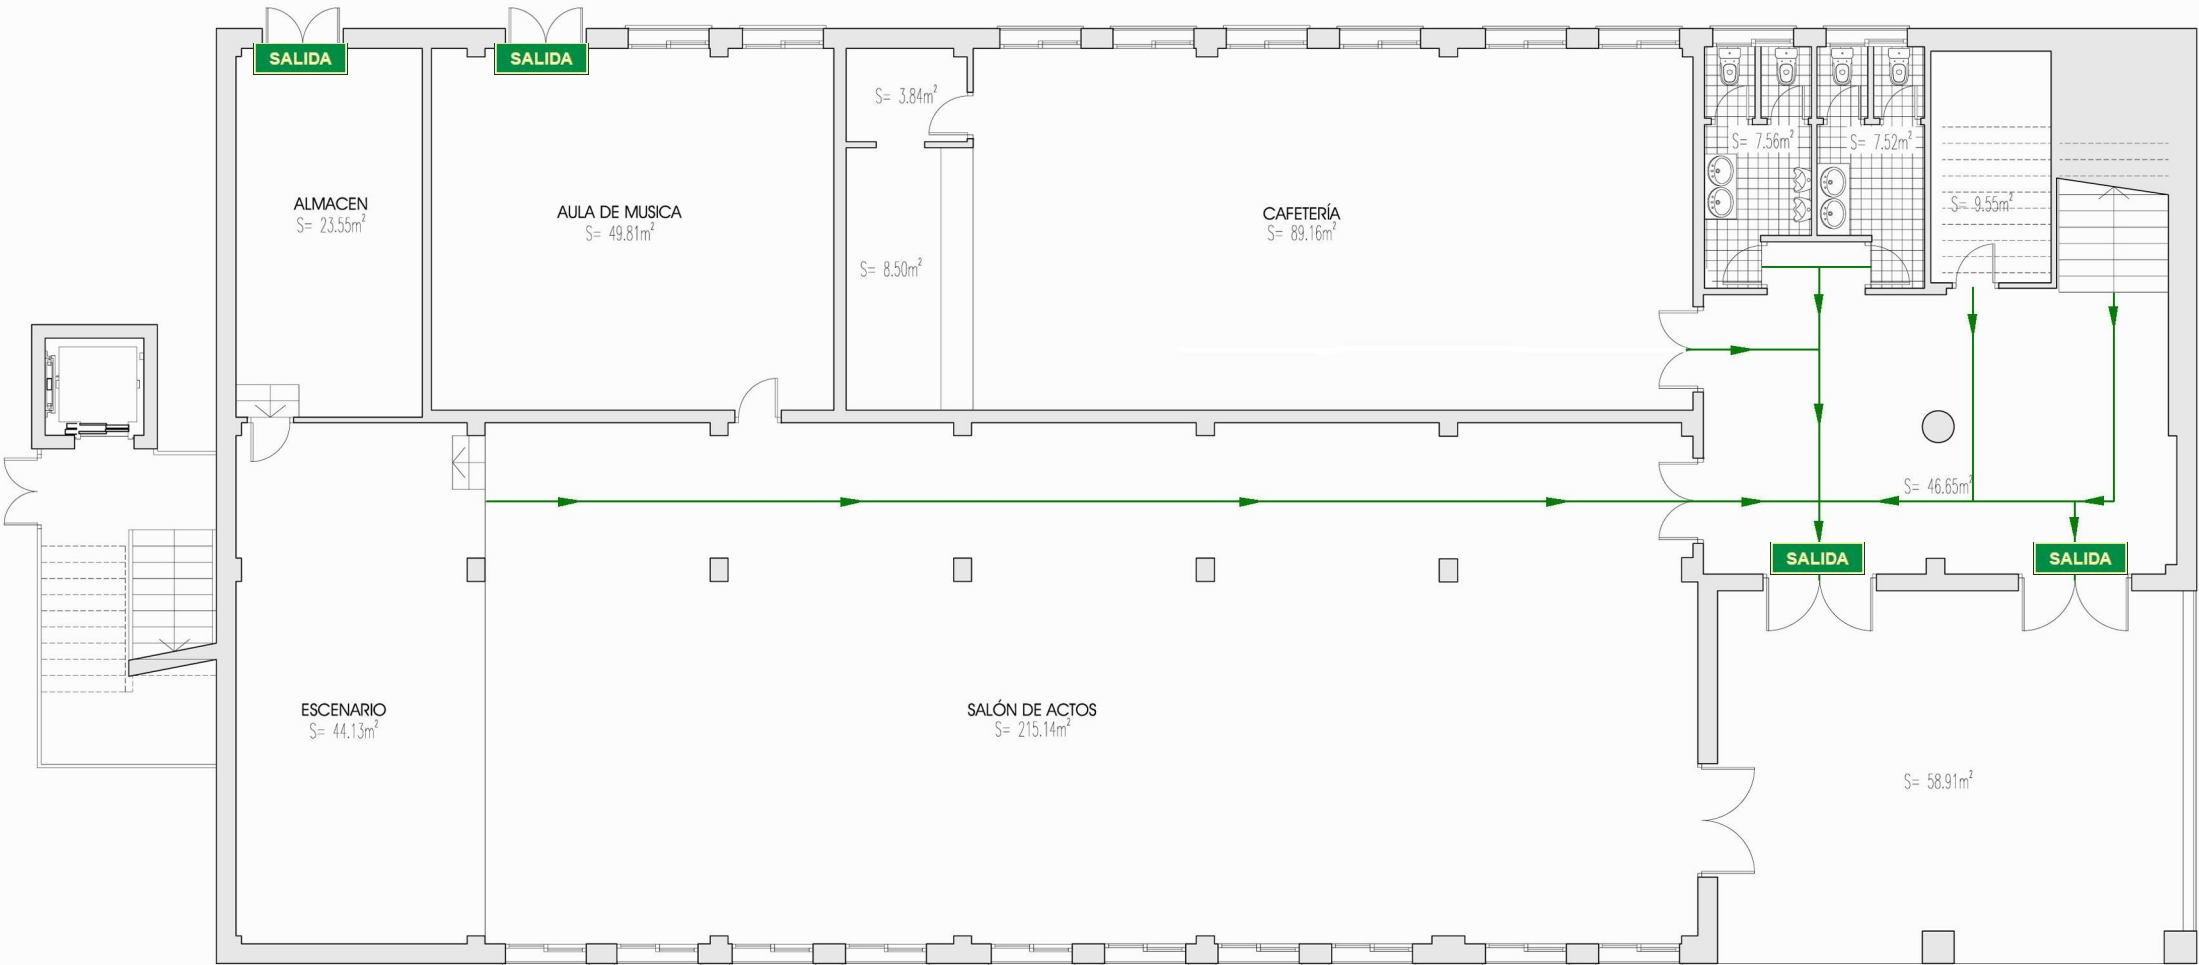 SALIDA
SALIDA
S= 3.84m²
S= 7.56m²
S= 7.52m²
ALMACEN
S= 23.55m²
AULA DE MUSICA
S= 49.81m²
CAFETERÍA
S= 89.16m²
S= 9.55m²
S= 8.50m²
S= 46.65m²
SALIDA
SALIDA
ESCENARIO
S= 44.13m²
SALÓN DE ACTOS
S= 215.14m²
S= 58.91m²